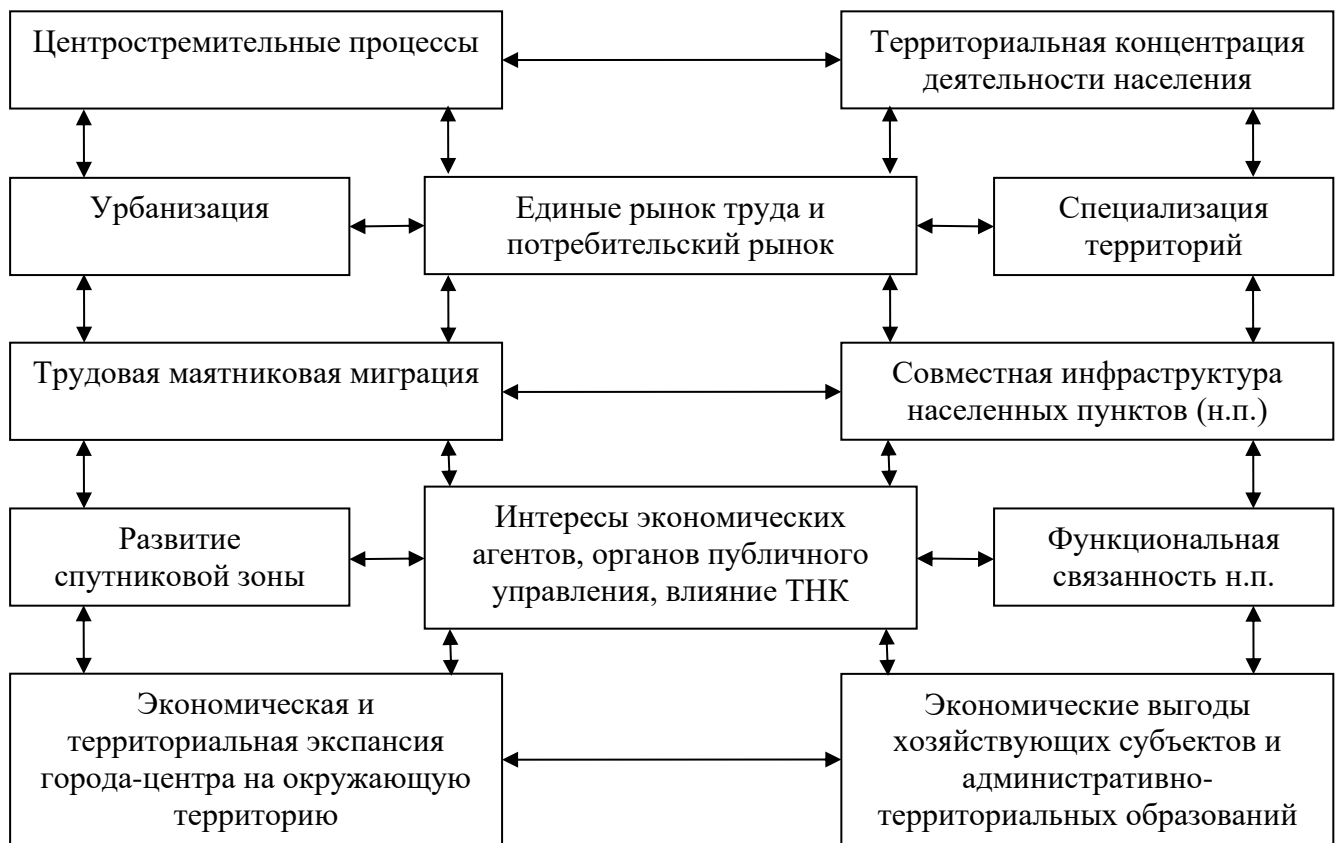 Центростремительные процессы
Территориальная концентрация
деятельности населения
Урбанизация
Единые рынок труда и
потребительский рынок
Специализация
территорий
Трудовая маятниковая миграция
Совместная инфраструктура
населенных пунктов (н.п.)
Развитие
спутниковой зоны
Интересы экономических
агентов, органов публичного
управления, влияние ТНК
Функциональная
связанность н.п.
Экономическая и
территориальная экспансия
города-центра на окружающую
территорию
Экономические выгоды
хозяйствующих субъектов и
административно-
территориальных образований